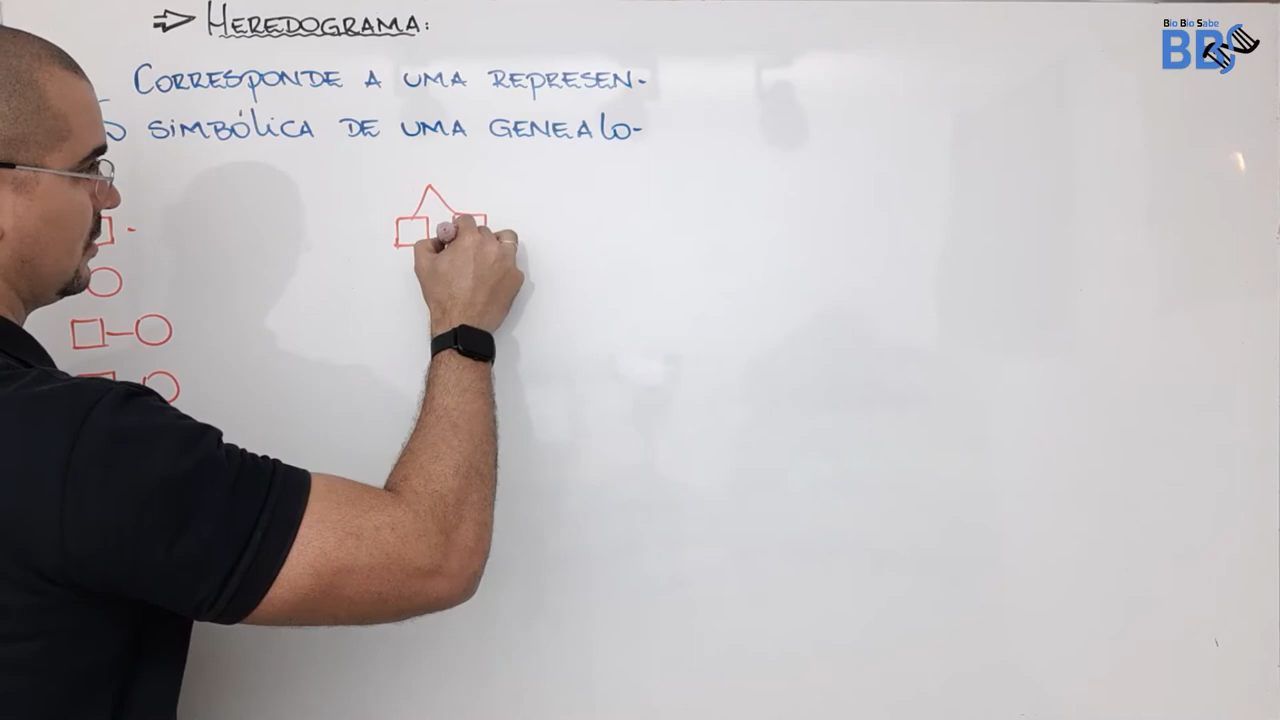 ⇒ HEREDOGRAMA:
CORRESPONDE A UMA REPRESEN-
SIMBÓLICA DE UMA GENEALO-
Bio Bio Sabe
BBS